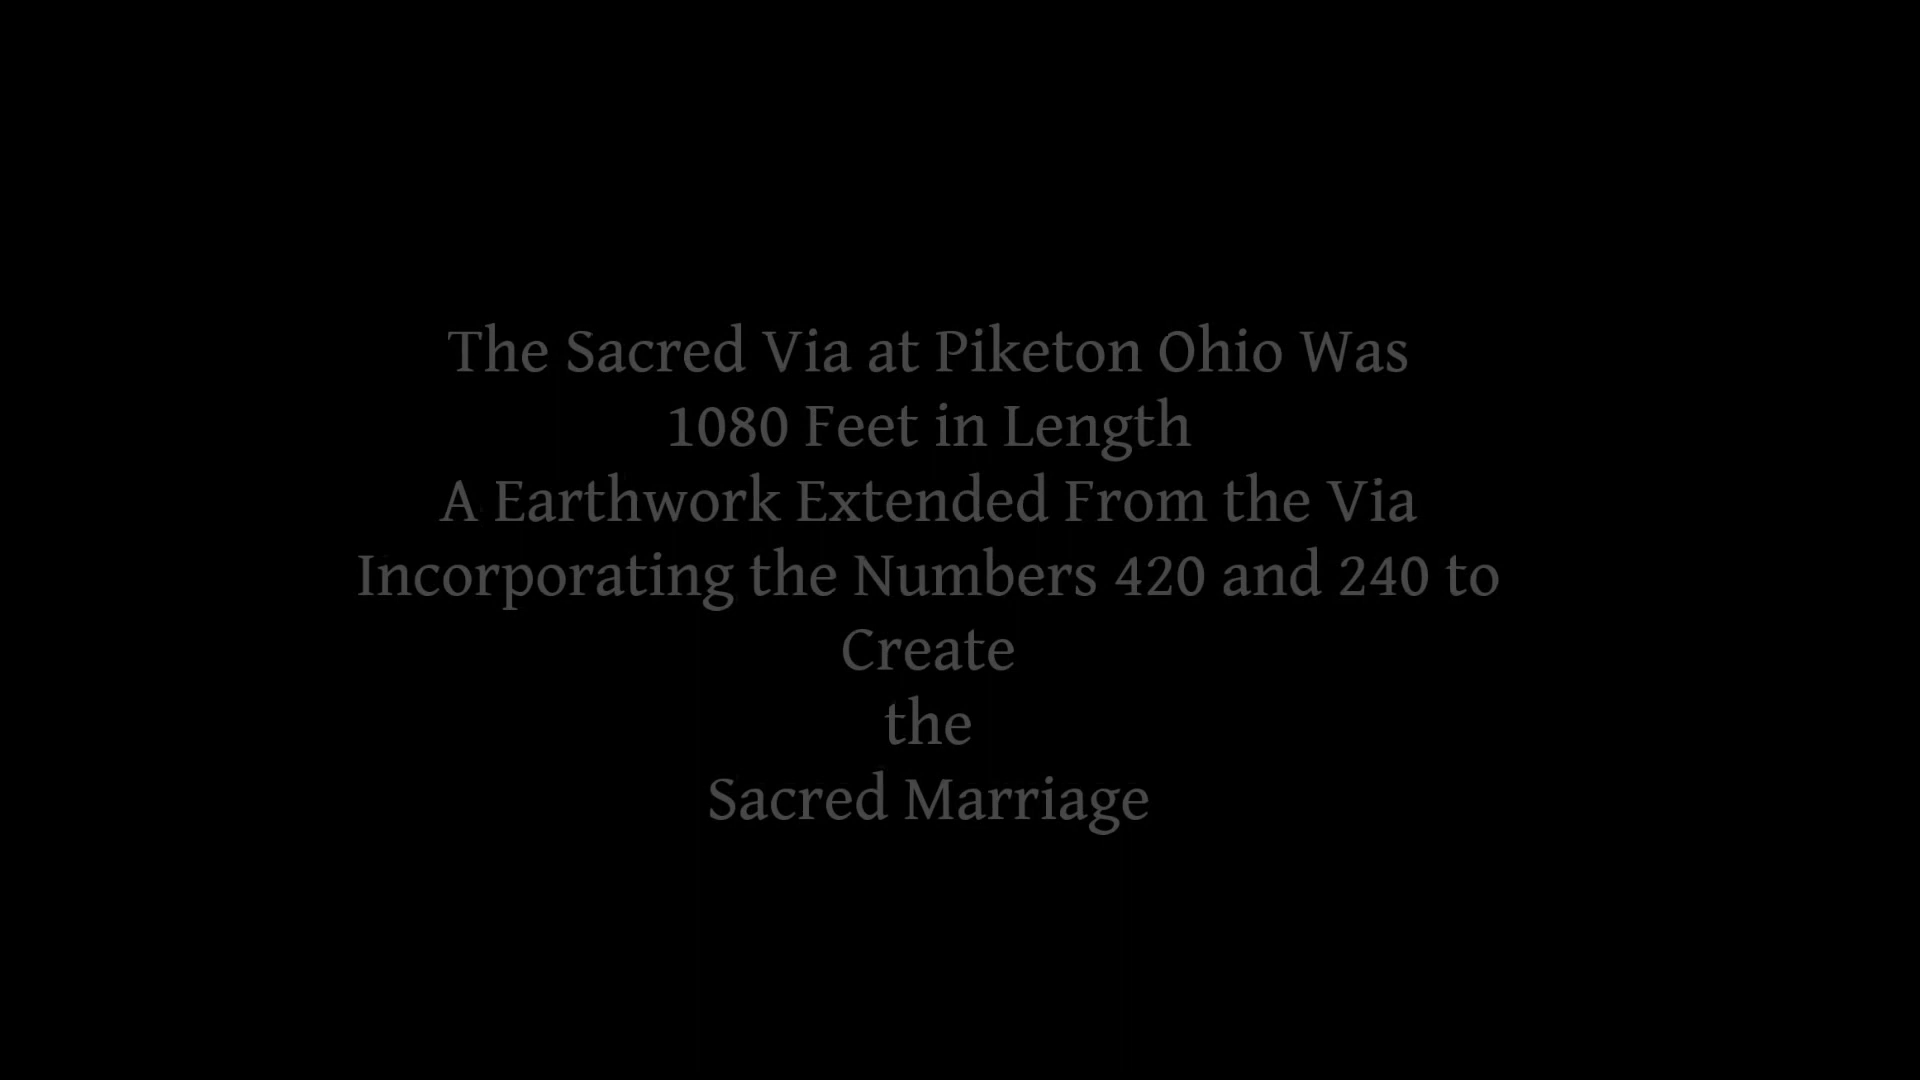 The Sacred Via at Piketon Ohio Was
1080 Feet in Length
A Earthwork Extended From the Via
Incorporating the Numbers 420 and 240 to
Create
the
Sacred Marriage